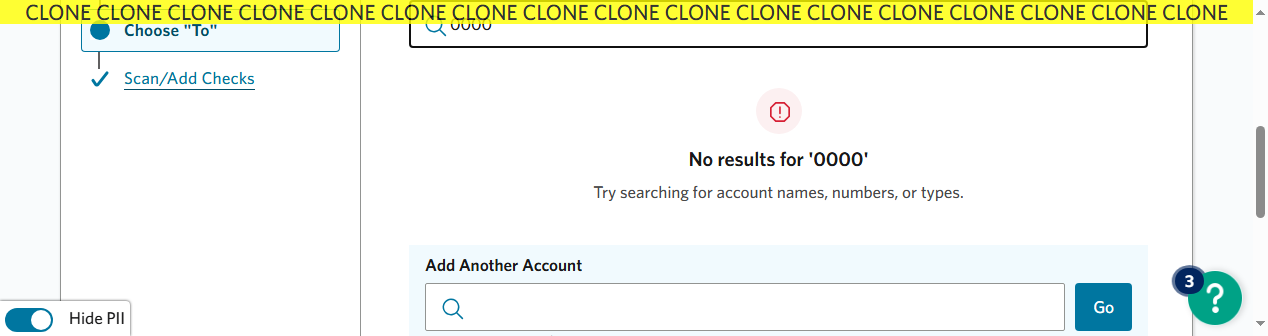 CLONE CLONE CLONE CLONE CLONE CLONE CLONE CLONE CLONE CLONE CLONE CLONE CLONE CLONE CLONE CLONE CLONE
Choose "To"
0000
Scan/Add Checks
No results for '0000'
Try searching for account names, numbers, or types.
Add Another Account
Go
3
?
Hide PII